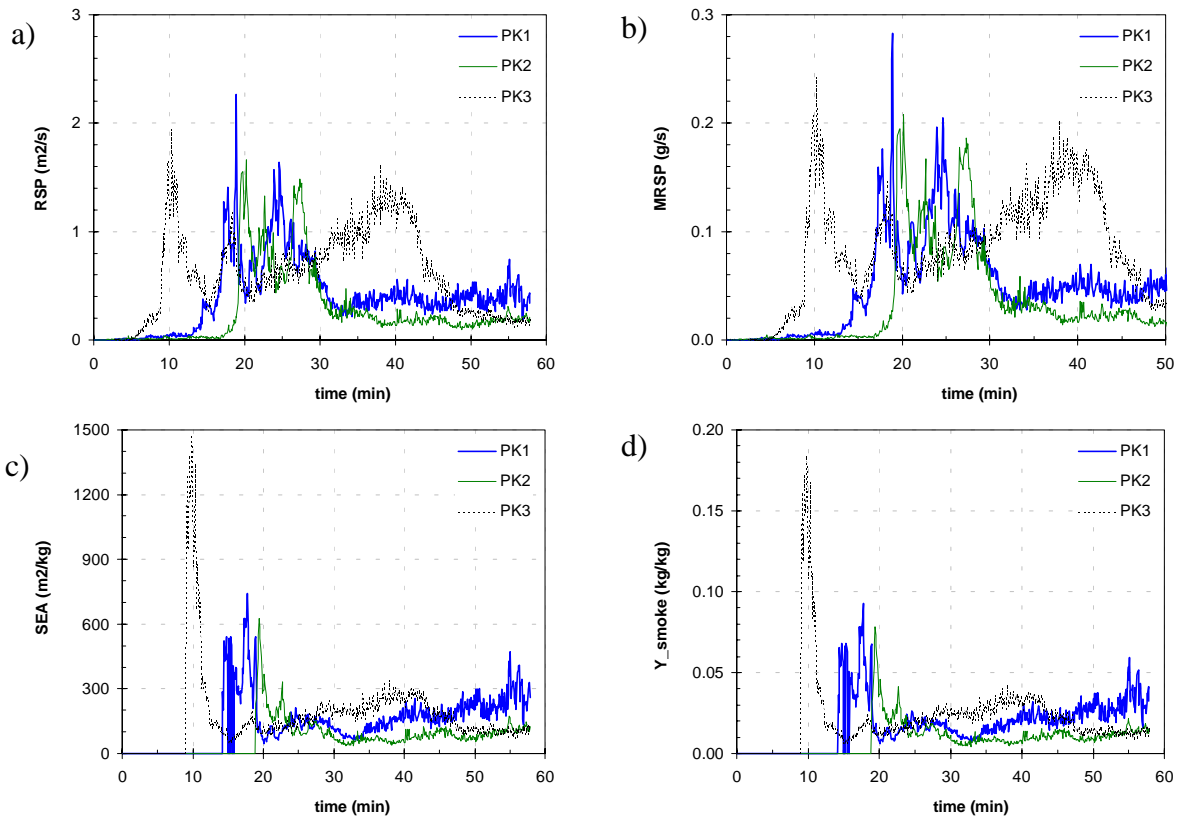 a)
RSP (m2/s)
3
2
1
0
0 10 20 30 40 50 60
time (min)
PK1
PK2
PK3
b)
MRSP (g/s)
0.3
0.2
0.1
0.0
0 10 20 30 40 50
time (min)
PK1
PK2
PK3
c)
SEA (m2/kg)
1500
1200
900
600
300
0
0 10 20 30 40 50 60
time (min)
PK1
PK2
PK3
d)
Y_smoke (kg/kg)
0.20
0.15
0.10
0.05
0.00
0 10 20 30 40 50 60
time (min)
PK1
PK2
PK3